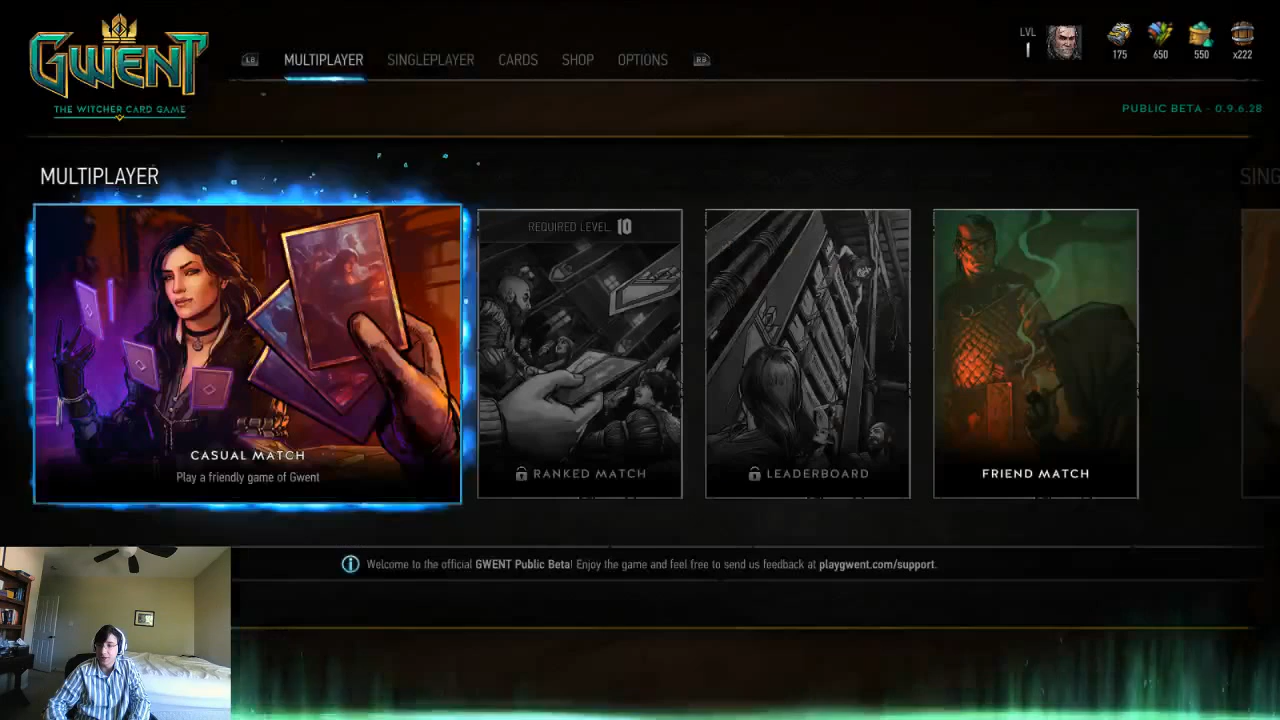 GWENT
THE WITCHER CARD GAME
LB MULTIPLAYER SINGLEPLAYER CARDS SHOP OPTIONS RB
LVL
1
175 650 550 x222
PUBLIC BETA - 0.9.6.28
MULTIPLAYER
SING
REQUIRED LEVEL 10
CASUAL MATCH
Play a friendly game of Gwent
RANKED MATCH
LEADERBOARD
FRIEND MATCH
Welcome to the official GWENT Public Beta! Enjoy the game and feel free to send us feedback at playgwent.com/support.